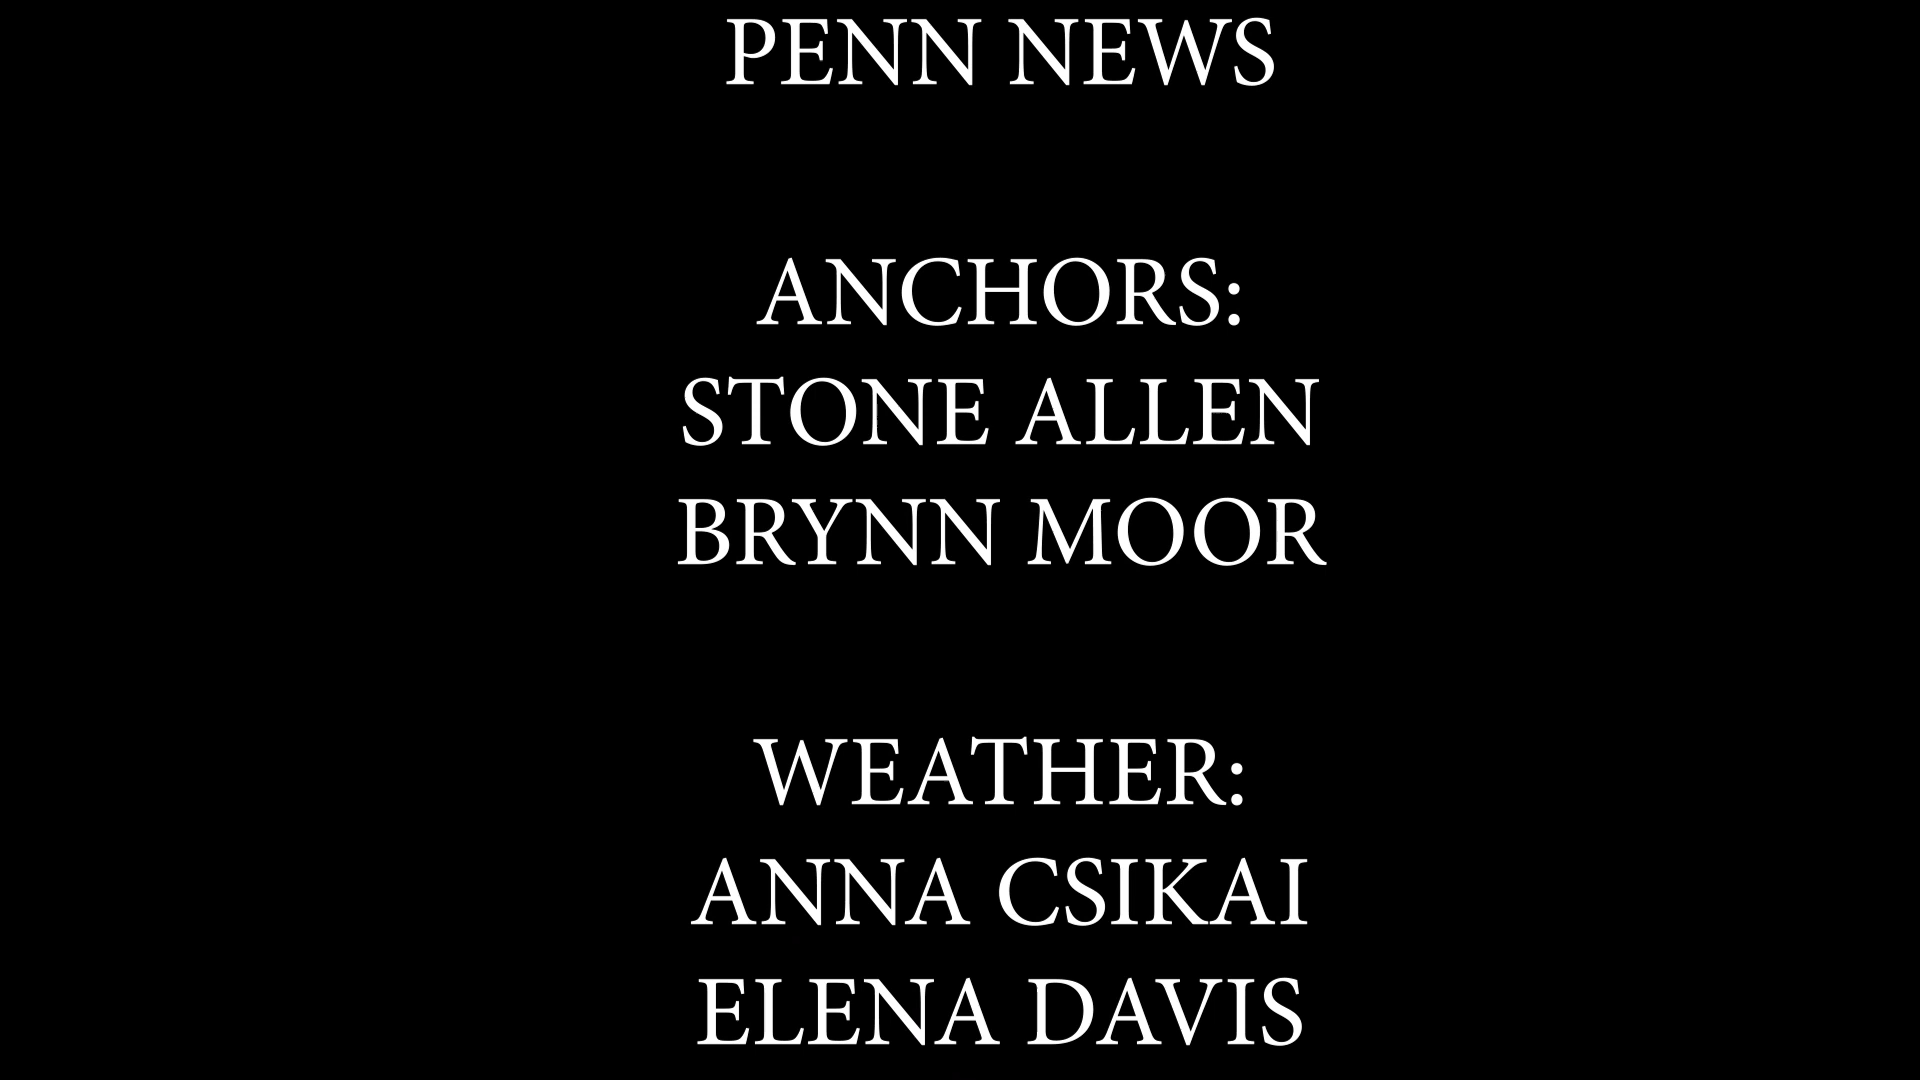 PENN NEWS
ANCHORS:
STONE ALLEN
BRYNN MOOR
WEATHER:
ANNA CSIKAI
ELENA DAVIS